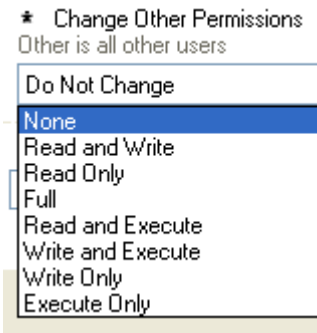 * Change Other Permissions
Other is all other users
Do Not Change
None
Read and Write
Read Only
Full
Read and Execute
Write and Execute
Write Only
Execute Only